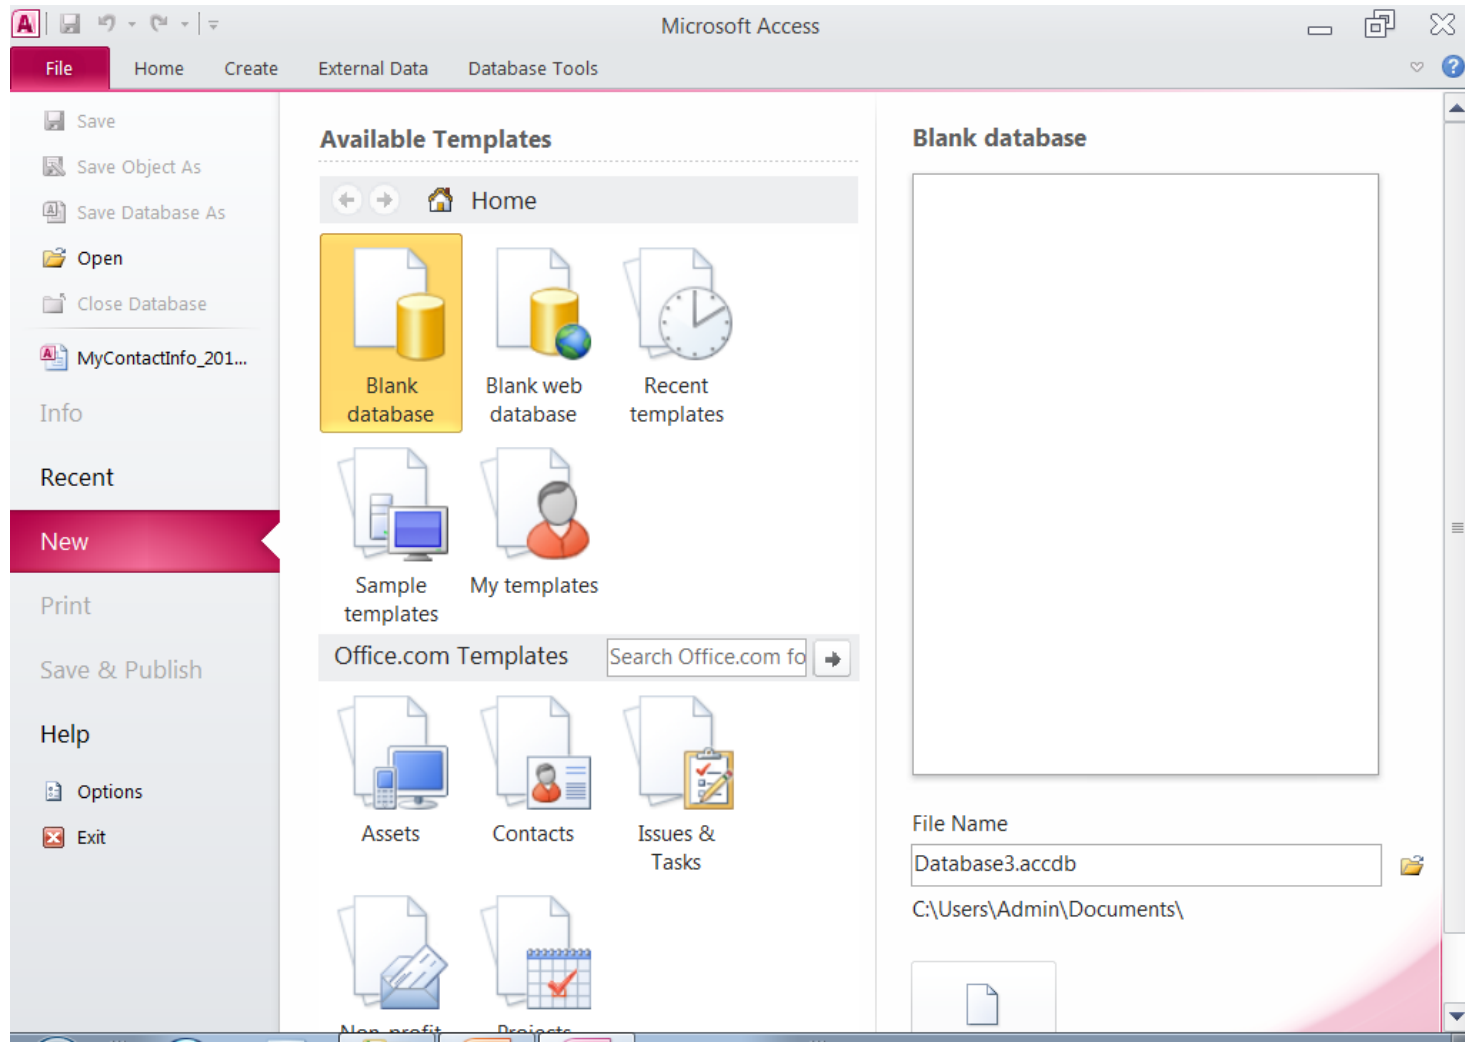 Microsoft Access
File Home Create External Data Database Tools
Save
Save Object As
Save Database As
Open
Close Database
MyContactInfo_201...
Info
Recent
New
Print
Save & Publish
Help
Options
Exit
Available Templates
Home
Blank
database
Blank web
database
Recent
templates
Sample
templates
My templates
Office.com Templates
Search Office.com fo
Assets
Contacts
Issues &
Tasks
Non-profit
Projects
Blank database
File Name
Database3.accdb
C:\Users\Admin\Documents\